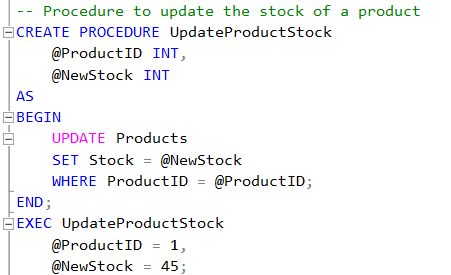 -- Procedure to update the stock of a product
CREATE PROCEDURE UpdateProductStock
    @ProductID INT,
    @NewStock INT
AS
BEGIN
    UPDATE Products
    SET Stock = @NewStock
    WHERE ProductID = @ProductID;
END;
EXEC UpdateProductStock
    @ProductID = 1,
    @NewStock = 45;